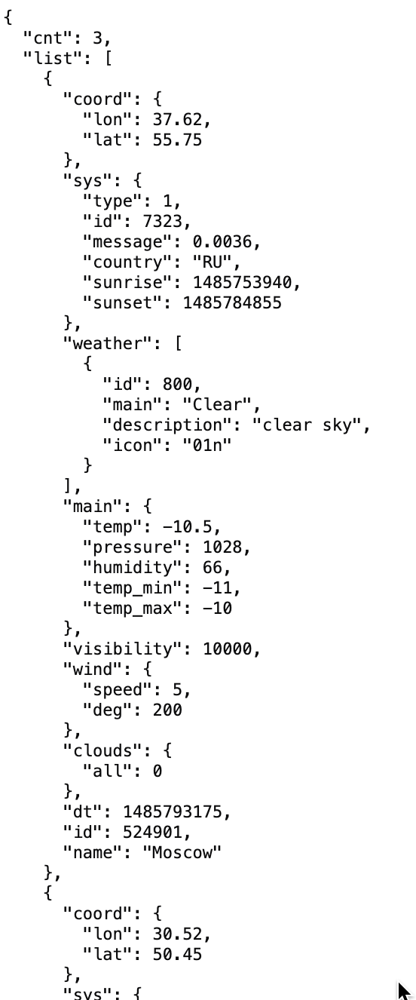 {
  "cnt": 3,
  "list": [
    {
      "coord": {
        "lon": 37.62,
        "lat": 55.75
      },
      "sys": {
        "type": 1,
        "id": 7323,
        "message": 0.0036,
        "country": "RU",
        "sunrise": 1485753940,
        "sunset": 1485784855
      },
      "weather": [
        {
          "id": 800,
          "main": "Clear",
          "description": "clear sky",
          "icon": "01n"
        }
      ],
      "main": {
        "temp": -10.5,
        "pressure": 1028,
        "humidity": 66,
        "temp_min": -11,
        "temp_max": -10
      },
      "visibility": 10000,
      "wind": {
        "speed": 5,
        "deg": 200
      },
      "clouds": {
        "all": 0
      },
      "dt": 1485793175,
      "id": 524901,
      "name": "Moscow"
    },
    {
      "coord": {
        "lon": 30.52,
        "lat": 50.45
      },
      "sys": {